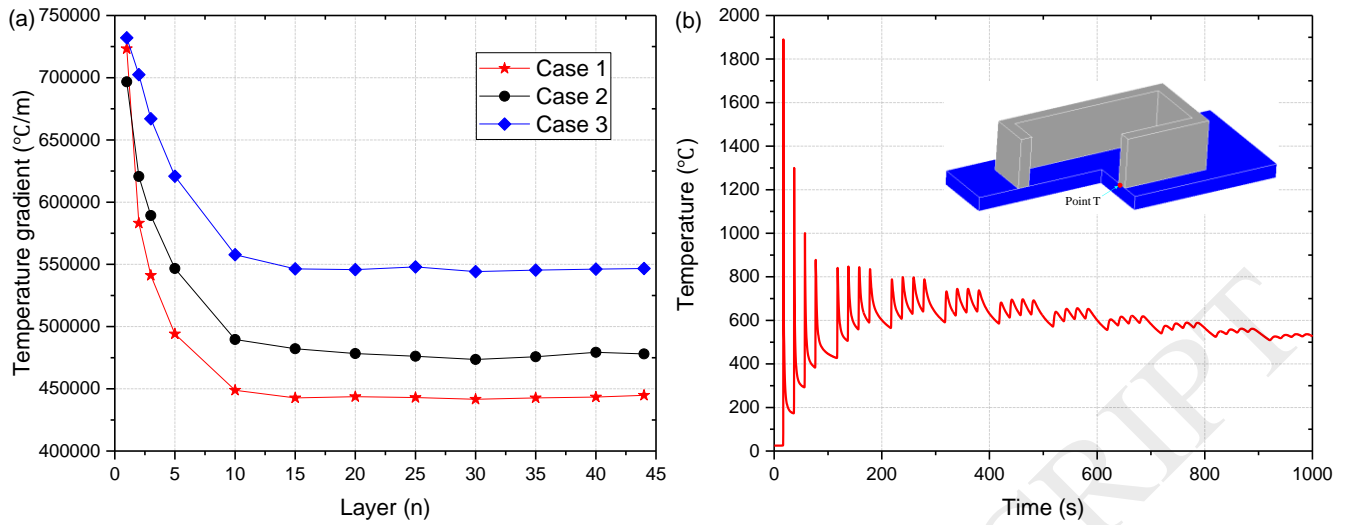 (a)
750000
700000
650000
600000
550000
500000
450000
400000
Temperature gradient (℃/m)
0 5 10 15 20 25 30 35 40 45
Layer (n)
Case 1
Case 2
Case 3
(b)
2000
1800
1600
1400
1200
1000
800
600
400
200
0
Temperature (℃)
0 200 400 600 800 1000
Time (s)
Point T
CRIPT